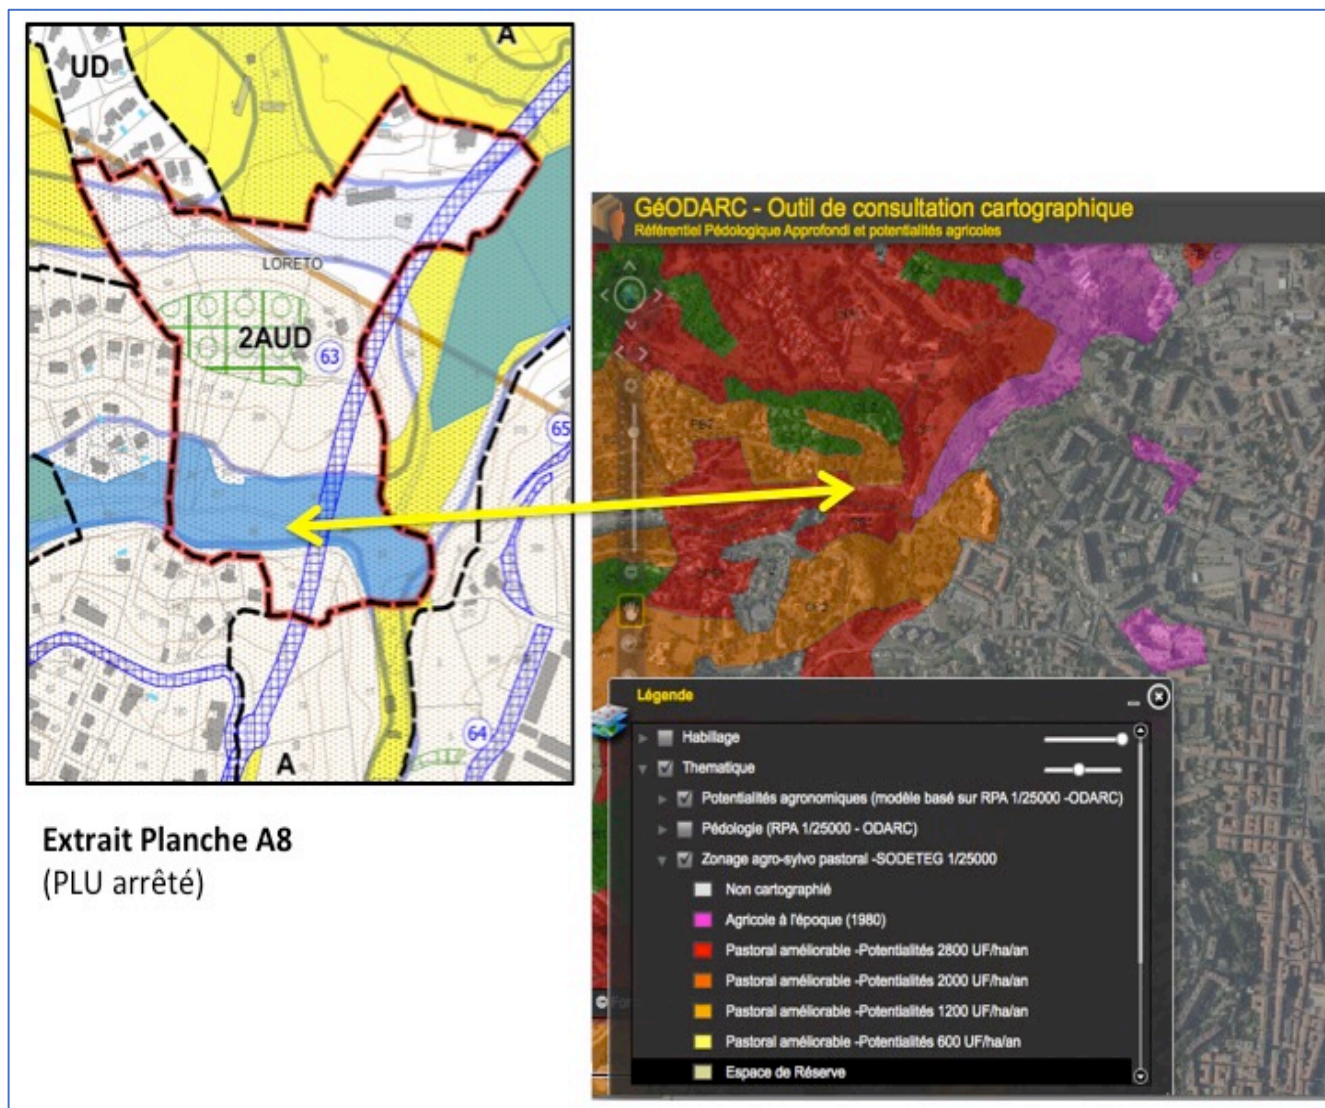 A
UD
LORETO
2AUD
63
65
64
A
Extrait Planche A8
(PLU arrêté)
GéODARC - Outil de consultation cartographique
Référentiel Pédologique Approfondi et potentialités agricoles
Légende
Habillage
Thematique
Potentialités agronomiques (modèle basé sur RPA 1/25000 -ODARC)
Pédologie (RPA 1/25000 - ODARC)
Zonage agro-sylvo pastoral -SODETEG 1/25000
Non cartographié
Agricole à l'époque (1980)
Pastoral améliorable -Potentialités 2800 UF/ha/an
Pastoral améliorable -Potentialités 2000 UF/ha/an
Pastoral améliorable -Potentialités 1200 UF/ha/an
Pastoral améliorable -Potentialités 600 UF/ha/an
Espace de Réserve